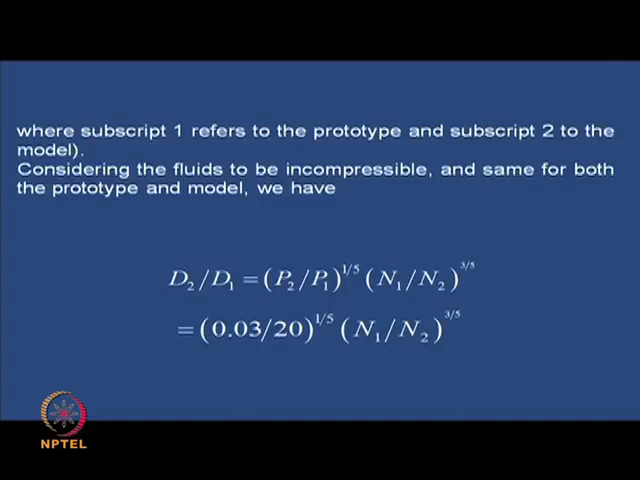 where subscript 1 refers to the prototype and subscript 2 to the
model).
Considering the fluids to be incompressible, and same for both
the prototype and model, we have
D₂/D₁ = (P₂/P₁)^1/5 (N₁/N₂)^3/5
= (0.03/20)^1/5 (N₁/N₂)^3/5
NPTEL